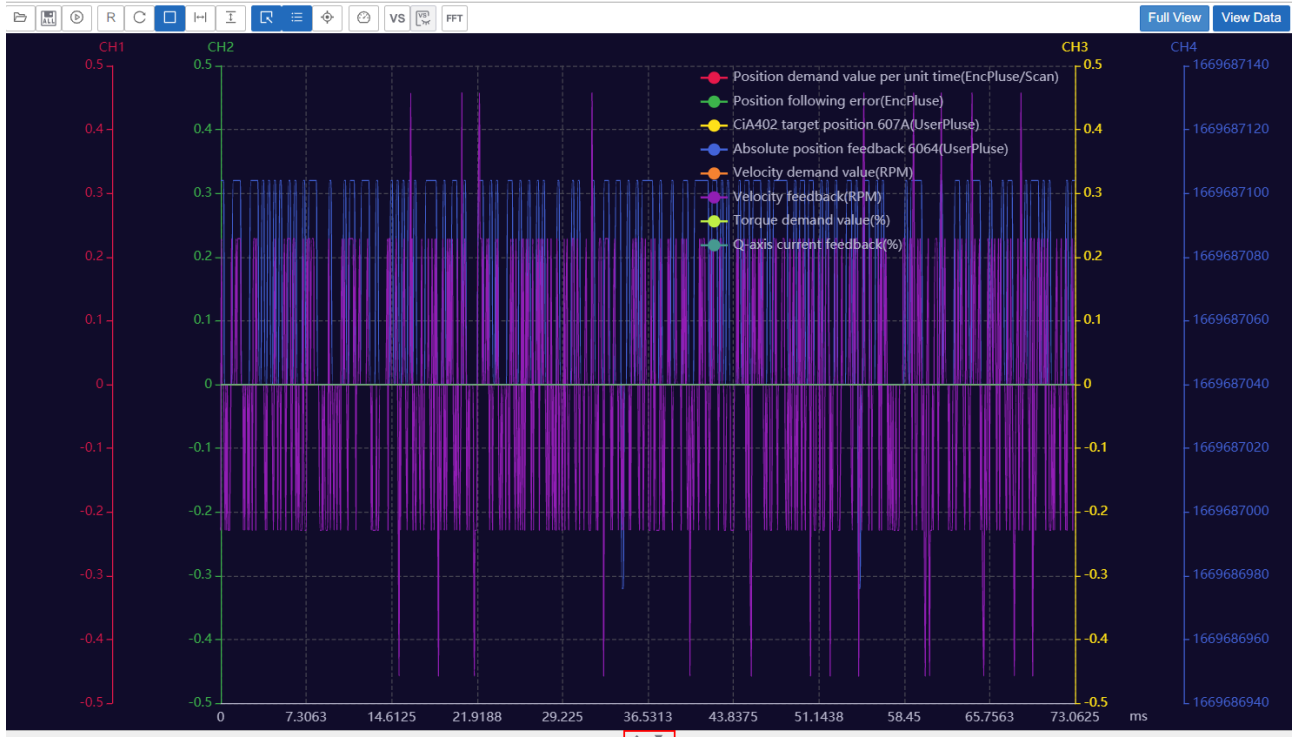 ALL R C VS VS FFT Full View View Data
CH1 CH2 CH3 CH4
0.5 0.5 0.5 1669687140
Position demand value per unit time(EncPluse/Scan)
Position following error(EncPluse)
CiA402 target position 607A(UserPluse)
0.4 0.4 0.4 1669687120
Absolute position feedback 6064(UserPluse)
Velocity demand value(RPM)
0.3 0.3 0.3 1669687100
Velocity feedback(RPM)
Torque demand value(%)
Q-axis current feedback(%)
0.2 0.2 0.2 1669687080
0.1 0.1 0.1 1669687060
0 0 0 1669687040
-0.1 -0.1 -0.1 1669687020
-0.2 -0.2 -0.2 1669687000
-0.3 -0.3 -0.3 1669686980
-0.4 -0.4 -0.4 1669686960
-0.5 -0.5 -0.5 1669686940
0 7.3063 14.6125 21.9188 29.225 36.5313 43.8375 51.1438 58.45 65.7563 73.0625 ms